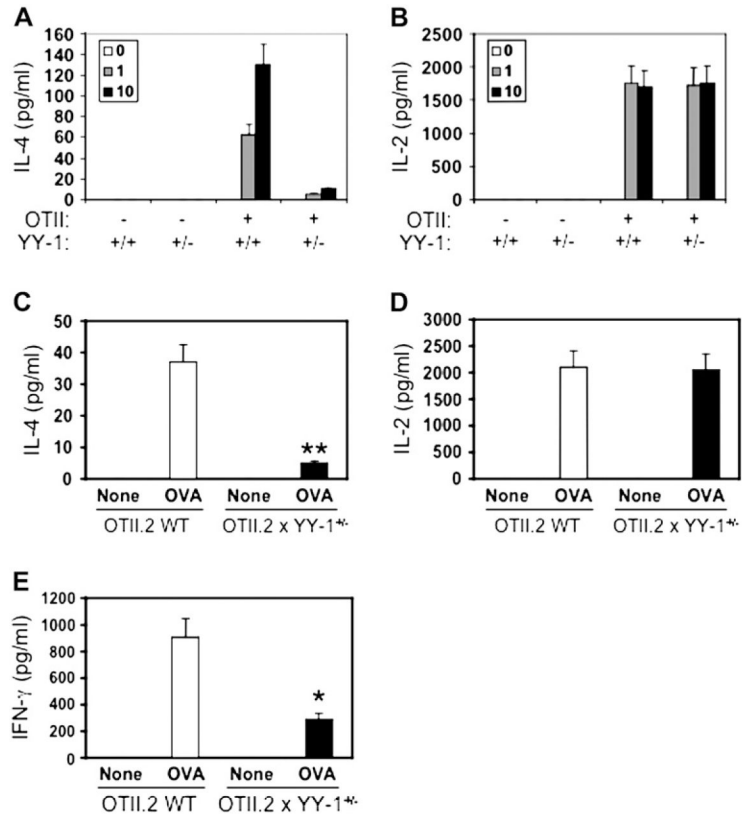 A
IL-4 (pg/ml)
160
140
120
100
80
60
40
20
0
0
1
10
OTII: - - + +
YY-1: +/+ +/- +/+ +/-
B
IL-2 (pg/ml)
2500
2000
1500
1000
500
0
0
1
10
OTII: - - + +
YY-1: +/+ +/- +/+ +/-
C
IL-4 (pg/ml)
50
40
30
20
10
0
**
None OVA None OVA
OTII.2 WT OTII.2 x YY-1+/-
D
IL-2 (pg/ml)
3000
2500
2000
1500
1000
500
0
None OVA None OVA
OTII.2 WT OTII.2 x YY-1+/-
E
IFN-γ (pg/ml)
1200
1000
800
600
400
200
0
*
None OVA None OVA
OTII.2 WT OTII.2 x YY-1+/-